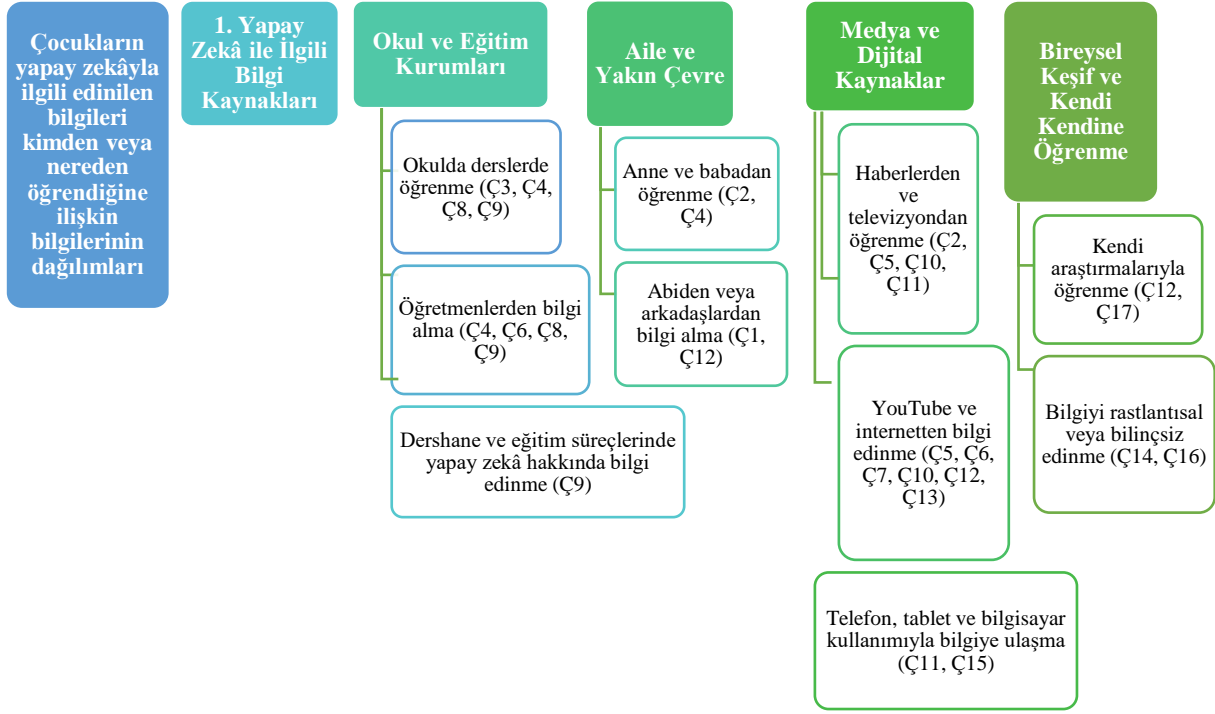 Çocukların
yapay zekâyla
ilgili edinilen
bilgileri
kimden veya
nereden
öğrendiğine
ilişkin
bilgilerinin
dağılımları
1. Yapay
Zekâ ile İlgili
Bilgi
Kaynakları
Okul ve Eğitim
Kurumları
Okulda derslerde
öğrenme (Ç3, Ç4,
Ç8, Ç9)
Öğretmenlerden bilgi
alma (Ç4, Ç6, Ç8,
Ç9)
Dershane ve eğitim süreçlerinde
yapay zekâ hakkında bilgi
edinme (Ç9)
Aile ve
Yakın Çevre
Anne ve babadan
öğrenme (Ç2,
Ç4)
Abiden veya
arkadaşlardan
bilgi alma (Ç1,
Ç12)
Medya ve
Dijital
Kaynaklar
Haberlerden
ve
televizyondan
öğrenme (Ç2,
Ç5, Ç10,
Ç11)
YouTube ve
internetten bilgi
edinme (Ç5, Ç6,
Ç7, Ç10, Ç12,
Ç13)
Telefon, tablet ve bilgisayar
kullanımıyla bilgiye ulaşma
(Ç11, Ç15)
Bireysel
Keşif ve
Kendi
Kendine
Öğrenme
Kendi
araştırmalarıyla
öğrenme (Ç12,
Ç17)
Bilgiyi rastlantısal
veya bilinçsiz
edinme (Ç14, Ç16)